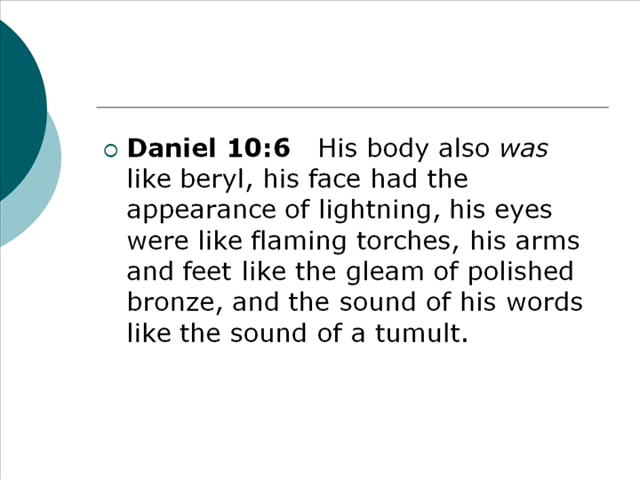 Daniel 10:6 His body also was
like beryl, his face had the
appearance of lightning, his eyes
were like flaming torches, his arms
and feet like the gleam of polished
bronze, and the sound of his words
like the sound of a tumult.